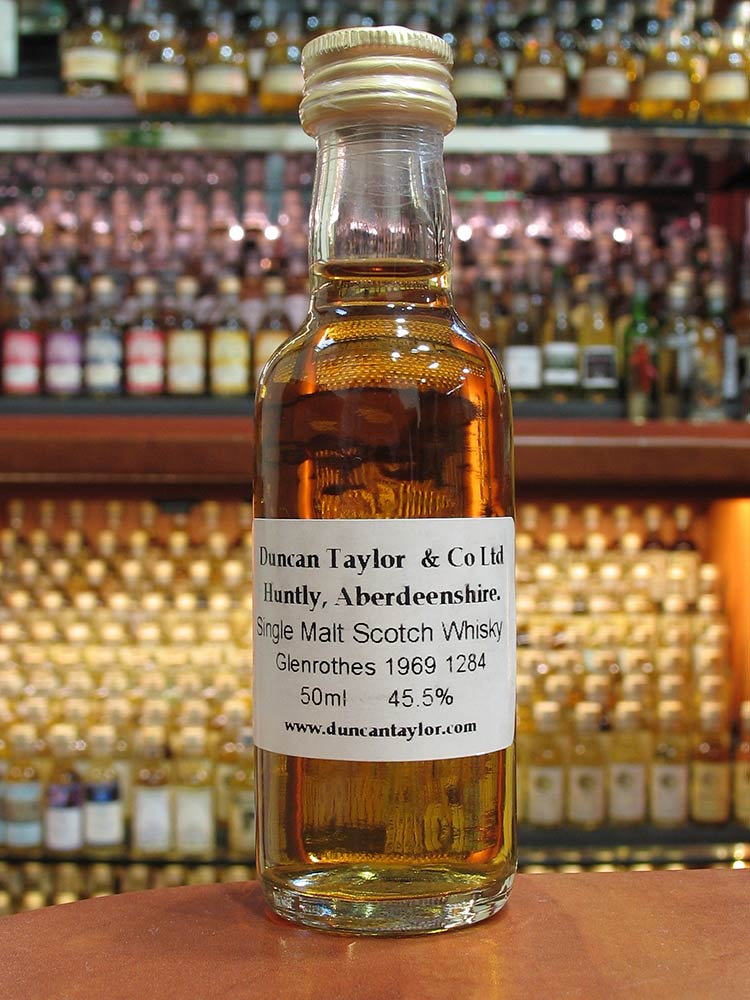 Duncan Taylor & Co Ltd
Huntly, Aberdeenshire.
Single Malt Scotch Whisky
Glenrothes 1969 1284
50ml 45.5%
www.duncantaylor.com